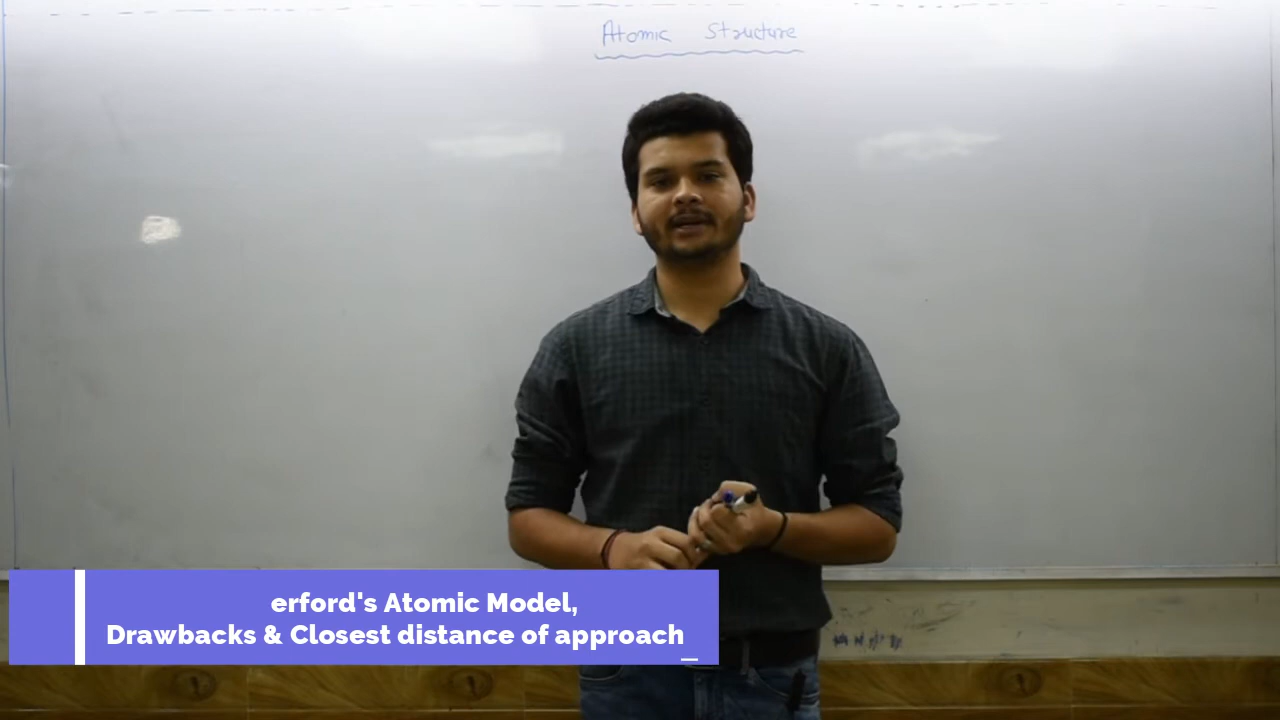 Atomic Structure
erford's Atomic Model,
Drawbacks & Closest distance of approach_